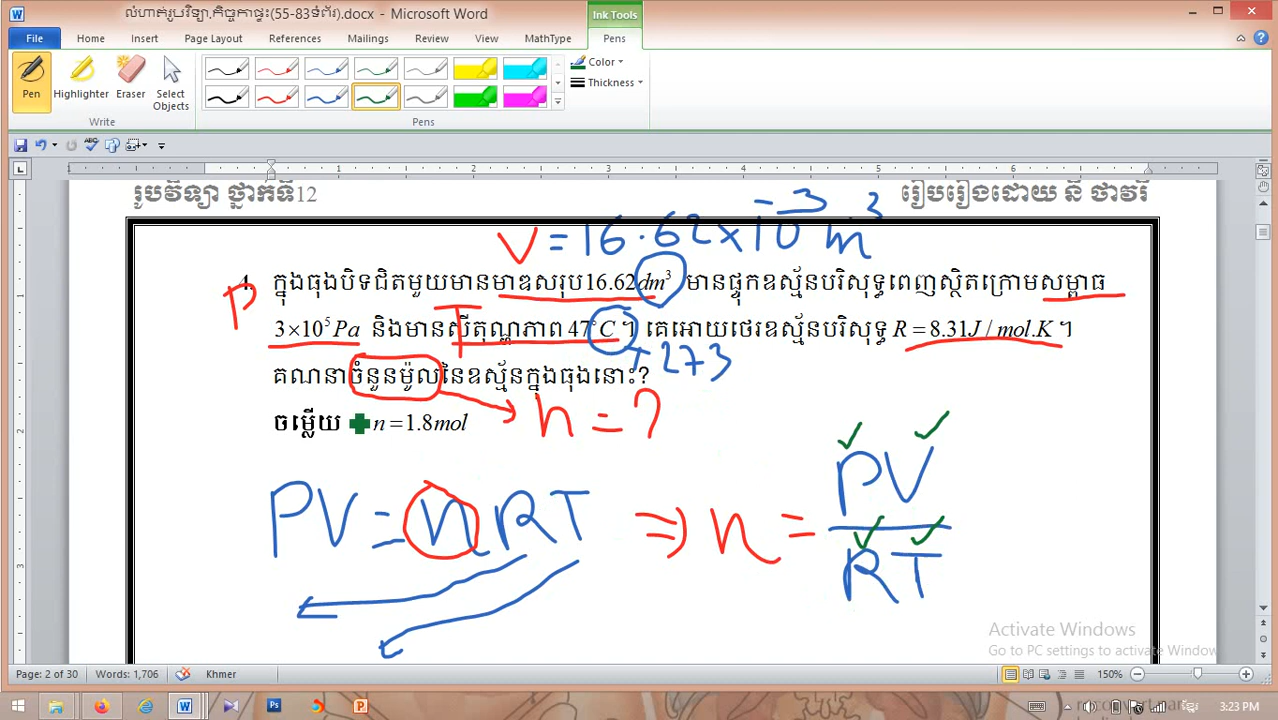 លំហាត់រូបវិទ្យា,កិច្ចការផ្ទះ(55-83ទំព័រ).docx - Microsoft Word
Ink Tools
File Home Insert Page Layout References Mailings Review View MathType Pens
Pen
Highlighter
Eraser
Select Objects
Color
Thickness
Write
Pens
រូបវិទ្យា ថ្នាក់ទី12
រៀបរៀងដោយ នី ថាវរី
V = 16.62×10⁻³ m³
4. ក្នុងធុងបិទជិតមួយមានមាឌសរុប16.62dm³ មានផ្ទុកឧស្ម័នបរិសុទ្ធពេញស្ថិតក្រោមសម្ពាធ
P
3×10⁵Pa និងមានសីតុណ្ណភាព 47°C ។ គេអោយថេរឧស្ម័នបរិសុទ្ធ R = 8.31J / mol.K ។
T
+273
គណនាចំនួនម៉ូលនៃឧស្ម័នក្នុងធុងនោះ?
ចម្លើយ n = 1.8mol
n = ?
PV = nRT ⇒ n = PV / RT
Activate Windows
Go to PC settings to activate Windows.
Page: 2 of 30 Words: 1,706 Khmer 150%
3:23 PM